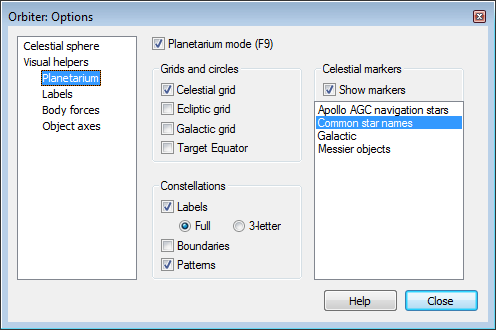 Orbiter: Options
Celestial sphere
Visual helpers
Planetarium
Labels
Body forces
Object axes
Planetarium mode (F9)
Grids and circles
Celestial grid
Ecliptic grid
Galactic grid
Target Equator
Constellations
Labels
Full 3-letter
Boundaries
Patterns
Celestial markers
Show markers
Apollo AGC navigation stars
Common star names
Galactic
Messier objects
Help Close